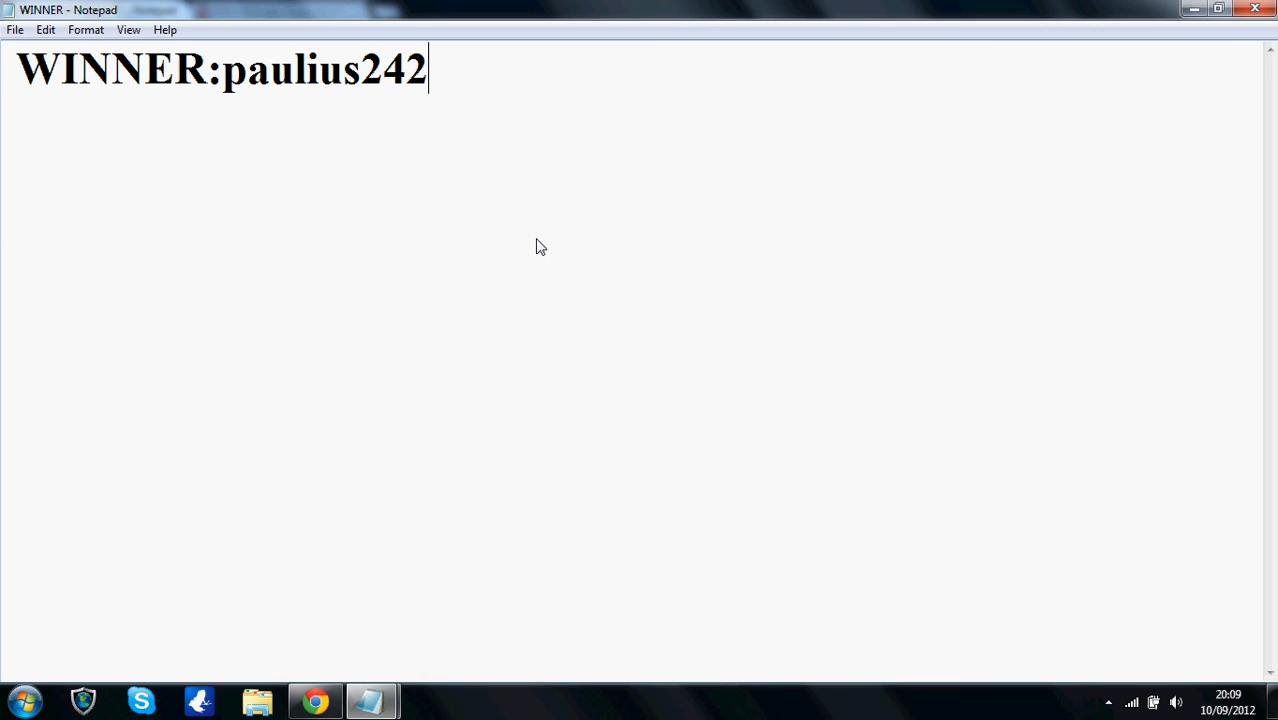 WINNER - Notepad
File Edit Format View Help
WINNER:paulius242
20:09
10/09/2012